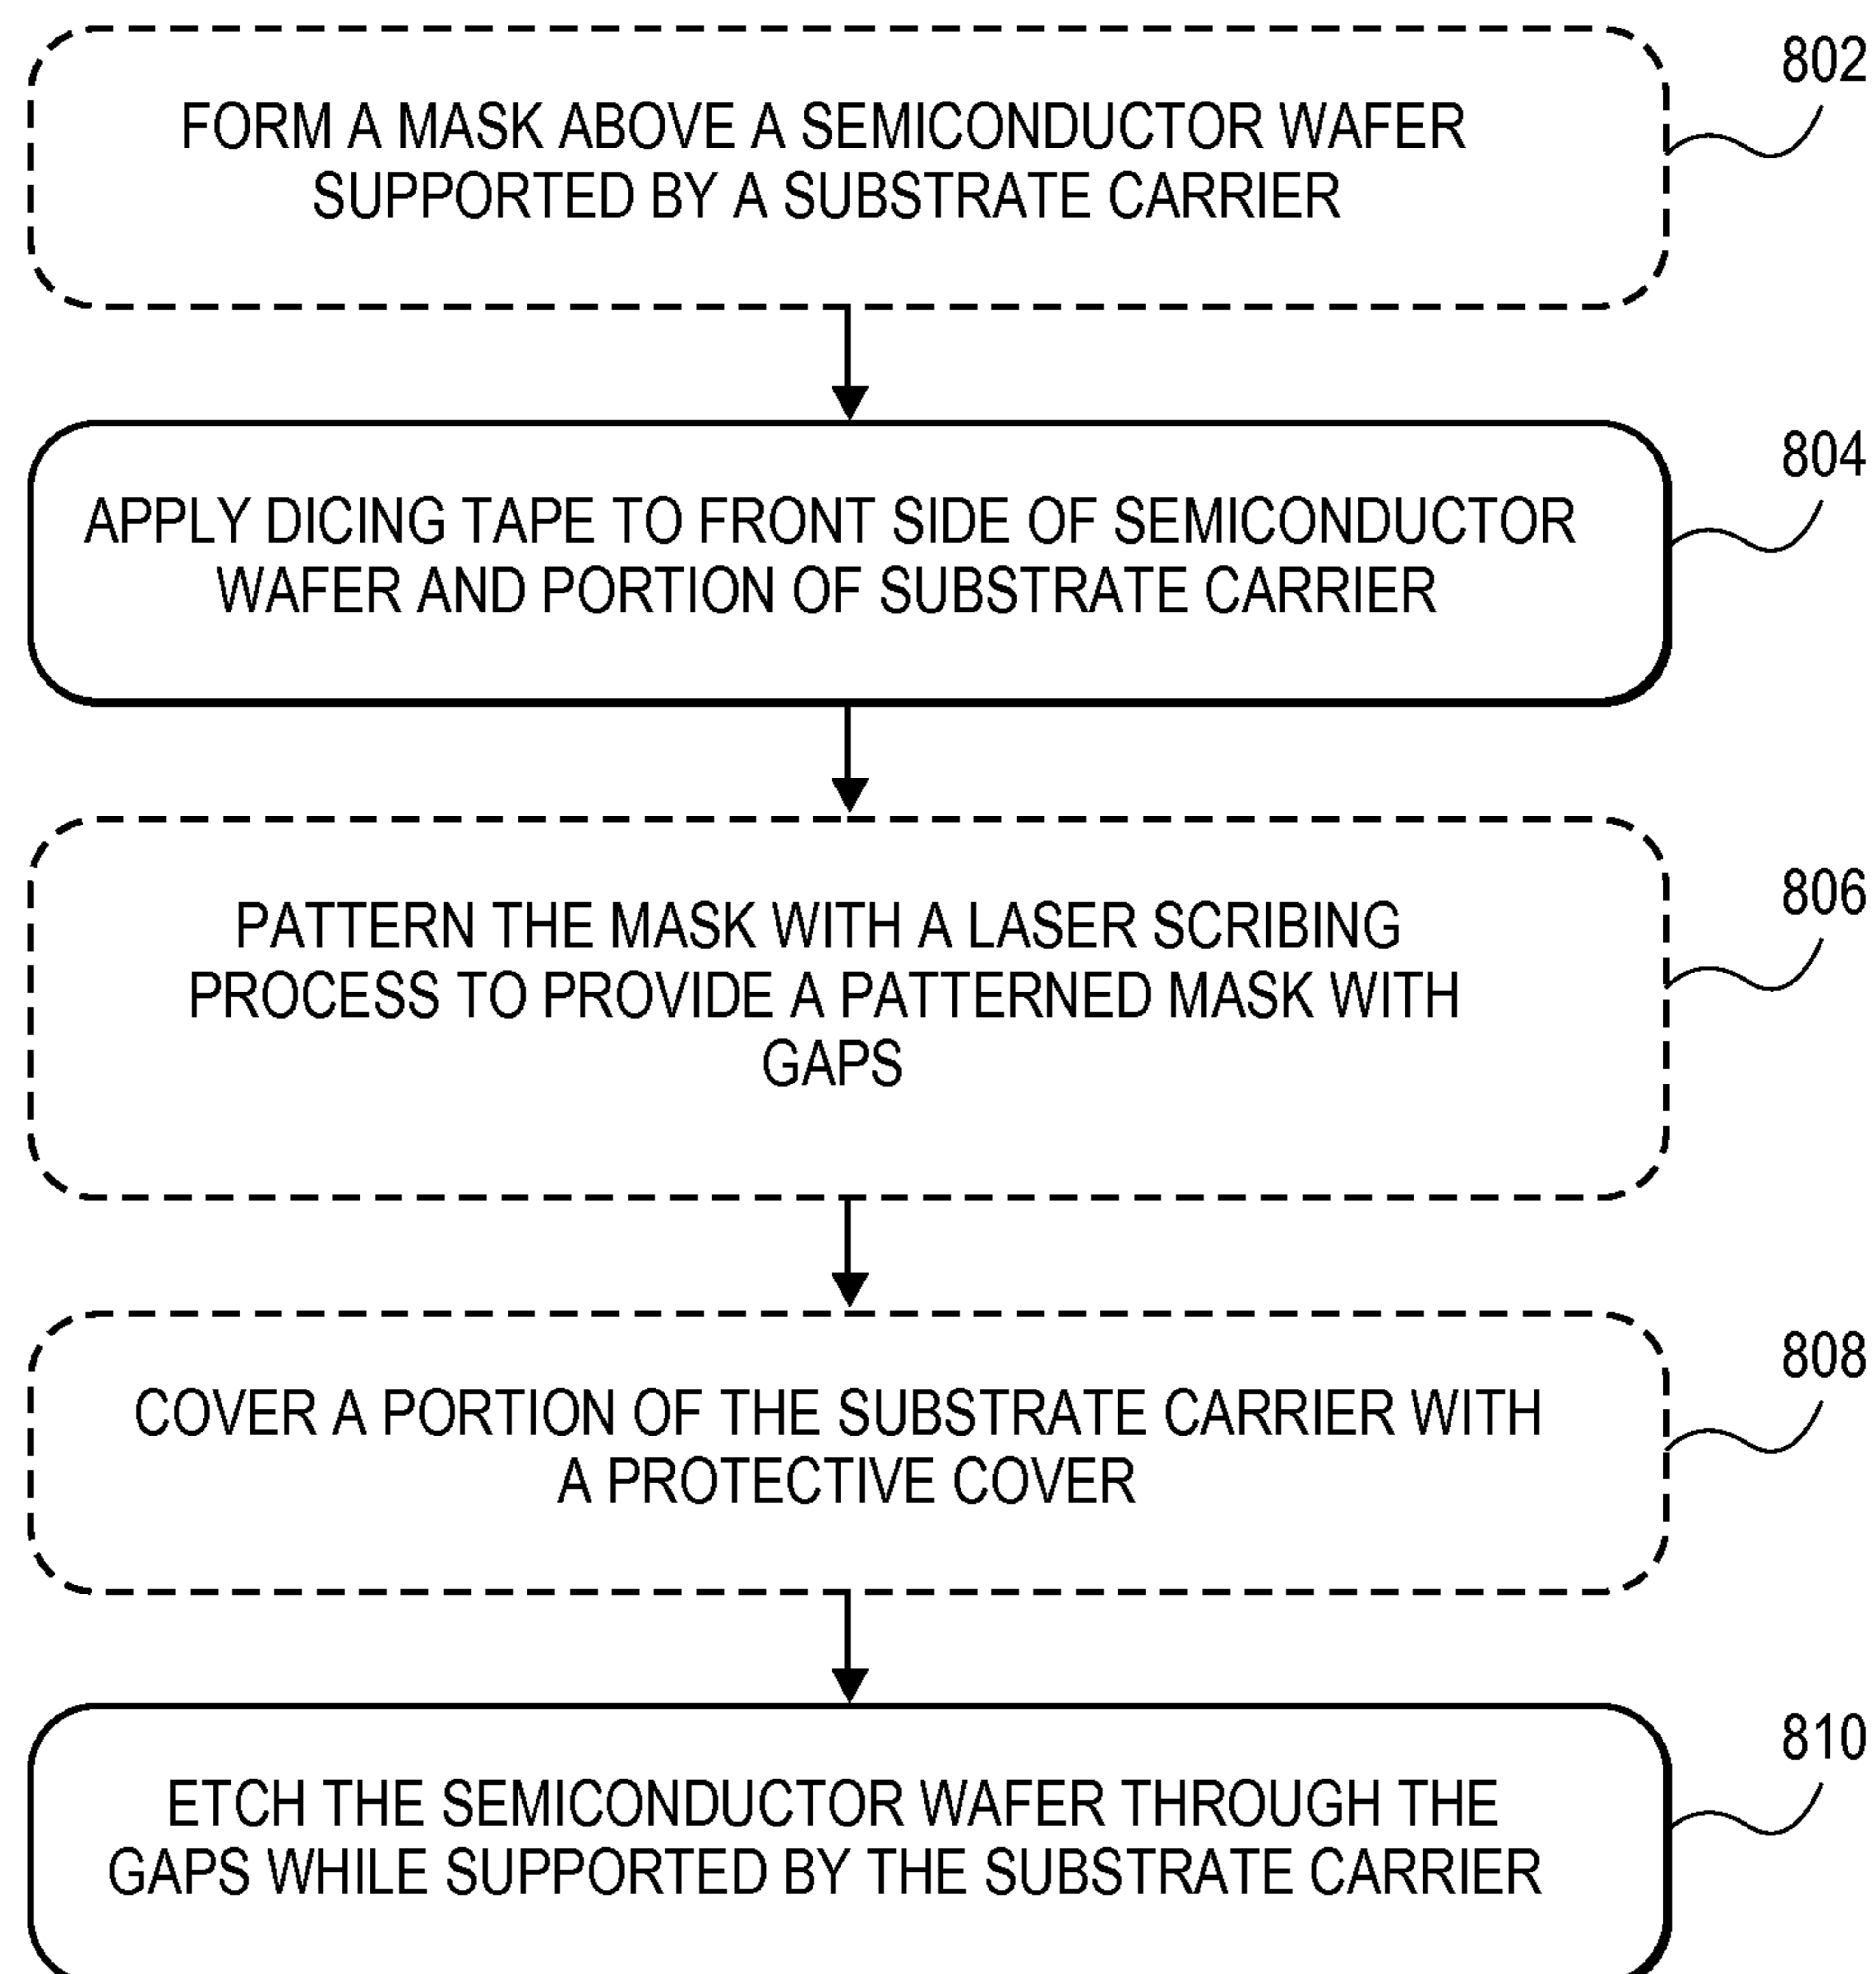 802
FORM A MASK ABOVE A SEMICONDUCTOR WAFER
SUPPORTED BY A SUBSTRATE CARRIER
804
APPLY DICING TAPE TO FRONT SIDE OF SEMICONDUCTOR
WAFER AND PORTION OF SUBSTRATE CARRIER
806
PATTERN THE MASK WITH A LASER SCRIBING
PROCESS TO PROVIDE A PATTERNED MASK WITH
GAPS
808
COVER A PORTION OF THE SUBSTRATE CARRIER WITH
A PROTECTIVE COVER
810
ETCH THE SEMICONDUCTOR WAFER THROUGH THE
GAPS WHILE SUPPORTED BY THE SUBSTRATE CARRIER